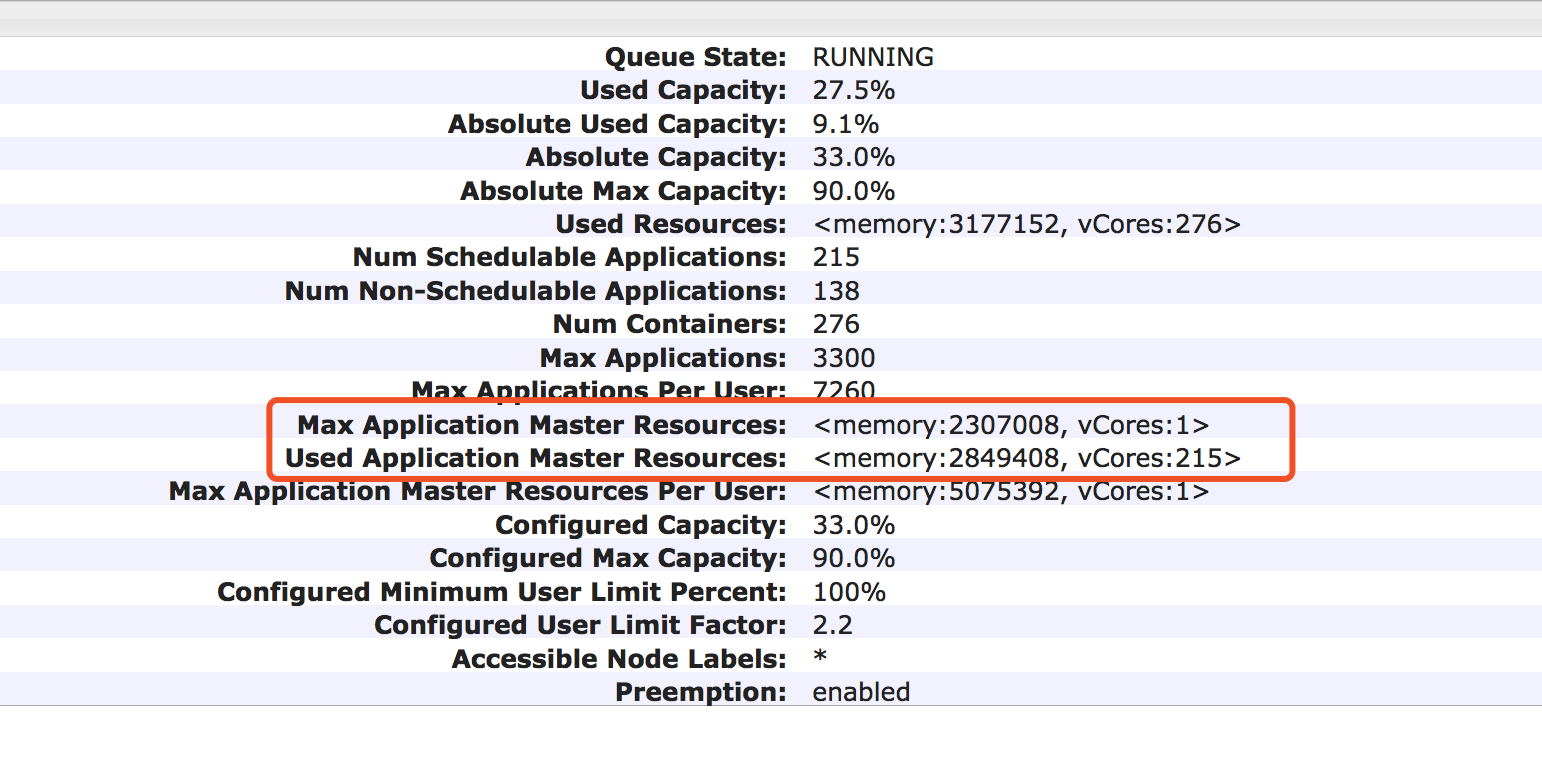 Queue State: RUNNING
Used Capacity: 27.5%
Absolute Used Capacity: 9.1%
Absolute Capacity: 33.0%
Absolute Max Capacity: 90.0%
Used Resources: <memory:3177152, vCores:276>
Num Schedulable Applications: 215
Num Non-Schedulable Applications: 138
Num Containers: 276
Max Applications: 3300
Max Applications Per User: 7260
Max Application Master Resources: <memory:2307008, vCores:1>
Used Application Master Resources: <memory:2849408, vCores:215>
Max Application Master Resources Per User: <memory:5075392, vCores:1>
Configured Capacity: 33.0%
Configured Max Capacity: 90.0%
Configured Minimum User Limit Percent: 100%
Configured User Limit Factor: 2.2
Accessible Node Labels: *
Preemption: enabled